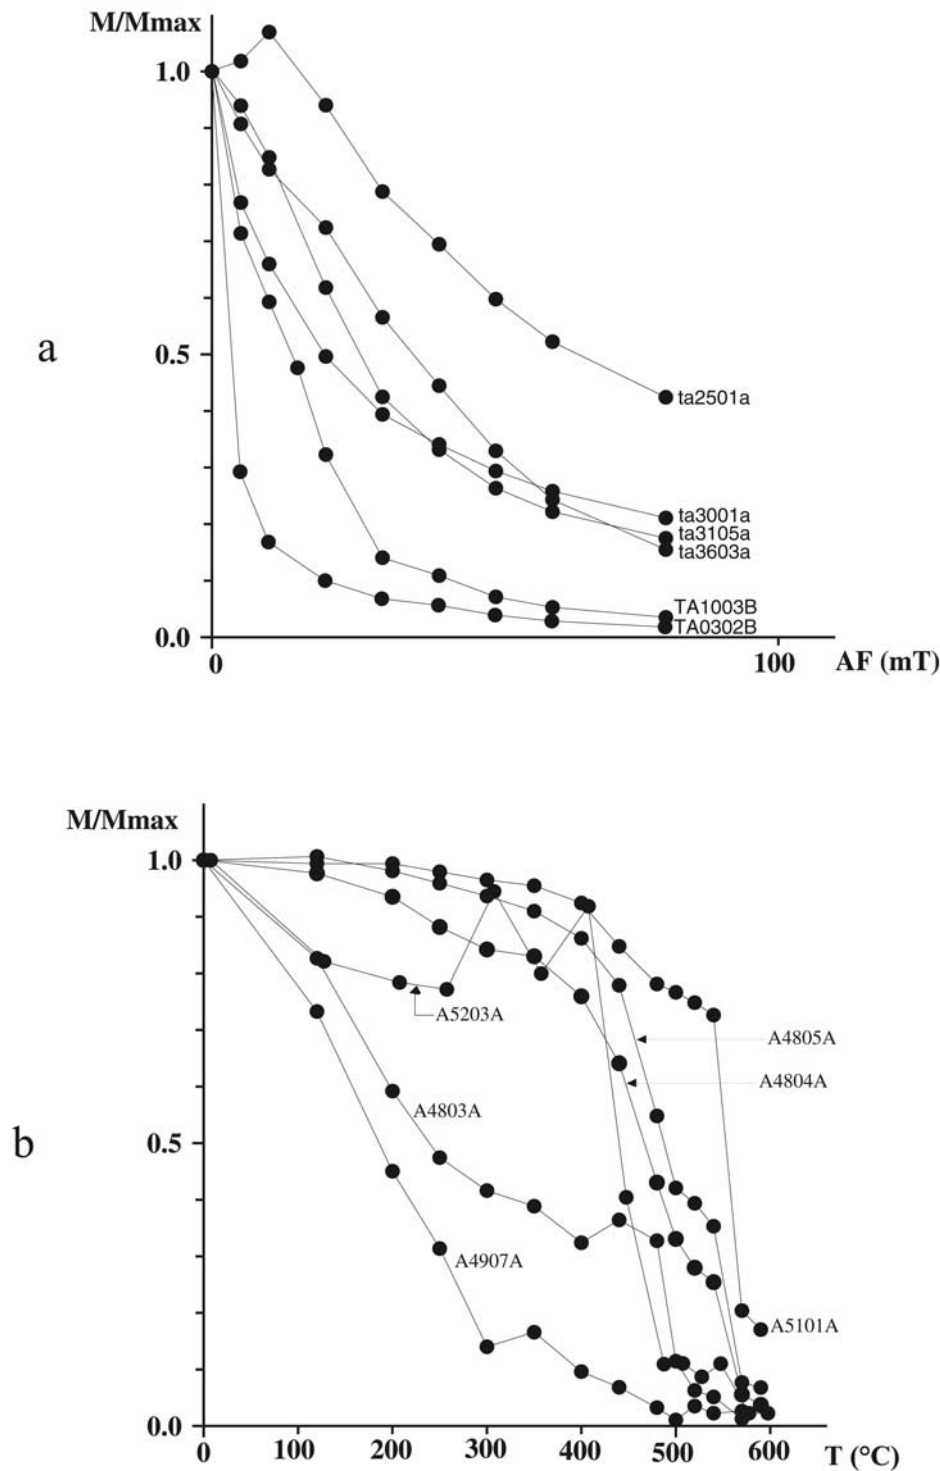 M/Mmax
1.0
a
0.5
ta2501a
ta3001a
ta3105a
ta3603a
TA1003B
TA0302B
0.0
0
100
AF (mT)
M/Mmax
1.0
A5203A
A4805A
A4804A
A4803A
b
0.5
A4907A
A5101A
0.0
0 100 200 300 400 500 600 T (°C)